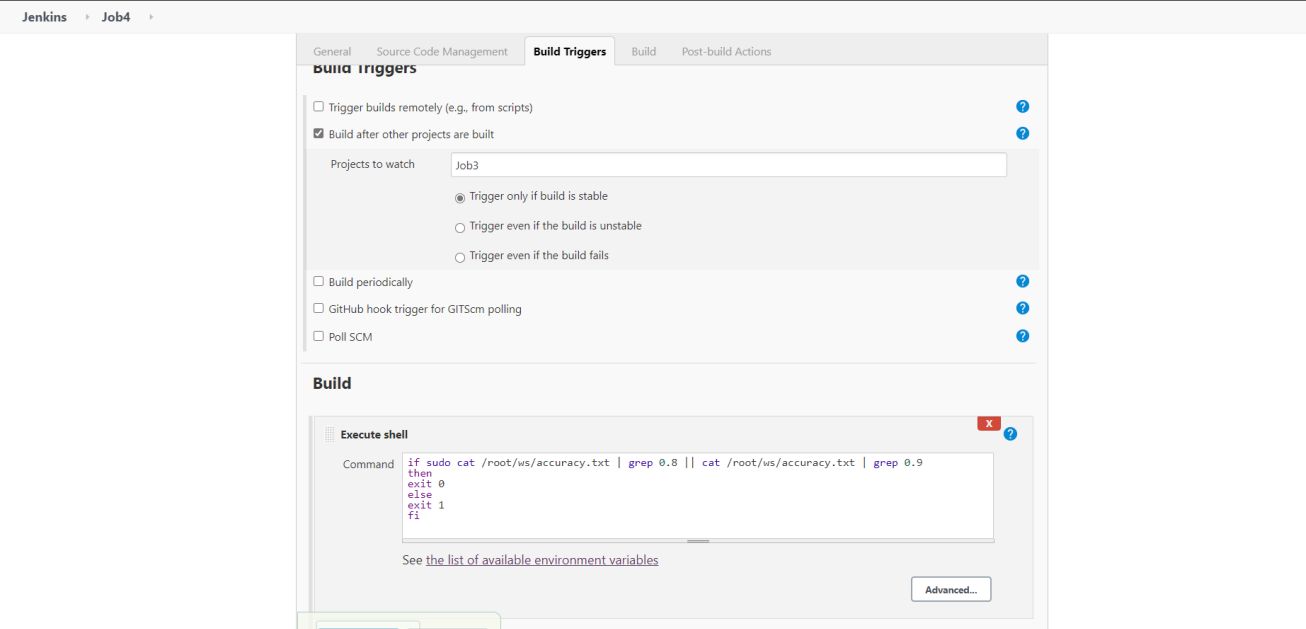 Jenkins Job4
General Source Code Management Build Triggers Build Post-build Actions
Build Triggers
Trigger builds remotely (e.g., from scripts)
Build after other projects are built
Projects to watch Job3
Trigger only if build is stable
Trigger even if the build is unstable
Trigger even if the build fails
Build periodically
GitHub hook trigger for GITScm polling
Poll SCM
Build
X
Execute shell
Command if sudo cat /root/ws/accuracy.txt | grep 0.8 || cat /root/ws/accuracy.txt | grep 0.9
then
exit 0
else
exit 1
fi
See the list of available environment variables
Advanced...